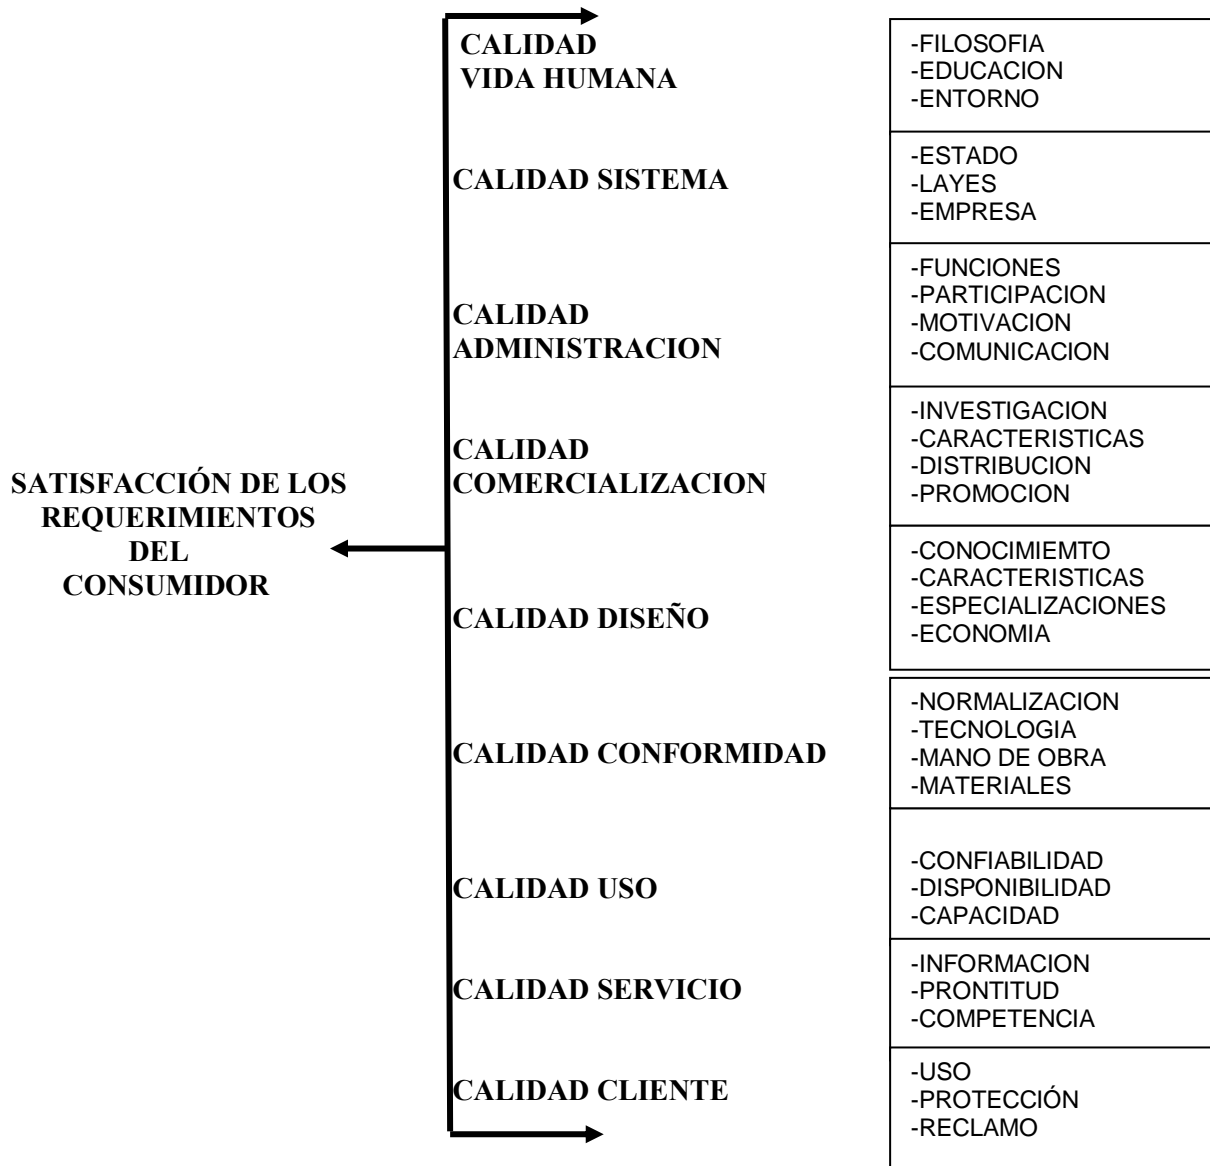 CALIDAD
VIDA HUMANA
-FILOSOFIA
-EDUCACION
-ENTORNO
CALIDAD SISTEMA
-ESTADO
-LAYES
-EMPRESA
CALIDAD
ADMINISTRACION
-FUNCIONES
-PARTICIPACION
-MOTIVACION
-COMUNICACION
CALIDAD
COMERCIALIZACION
-INVESTIGACION
-CARACTERISTICAS
-DISTRIBUCION
-PROMOCION
SATISFACCIÓN DE LOS
REQUERIMIENTOS
DEL
CONSUMIDOR
CALIDAD DISEÑO
-CONOCIMIEMTO
-CARACTERISTICAS
-ESPECIALIZACIONES
-ECONOMIA
CALIDAD CONFORMIDAD
-NORMALIZACION
-TECNOLOGIA
-MANO DE OBRA
-MATERIALES
CALIDAD USO
-CONFIABILIDAD
-DISPONIBILIDAD
-CAPACIDAD
CALIDAD SERVICIO
-INFORMACION
-PRONTITUD
-COMPETENCIA
CALIDAD CLIENTE
-USO
-PROTECCIÓN
-RECLAMO